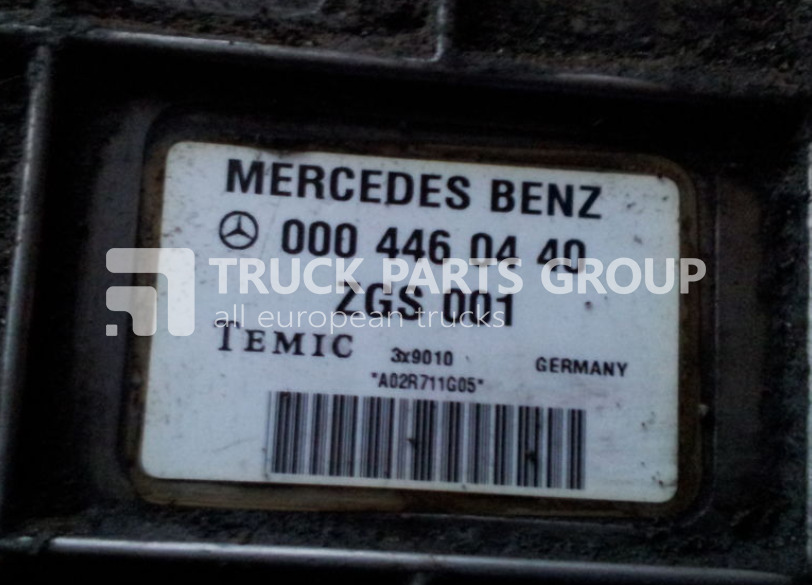 MERCEDES BENZ
000 446 04 40
TRUCK PARTS GROUP
ZGS 001
all european trucks
TEMIC 3x9010 GERMANY
"A02R711G05"